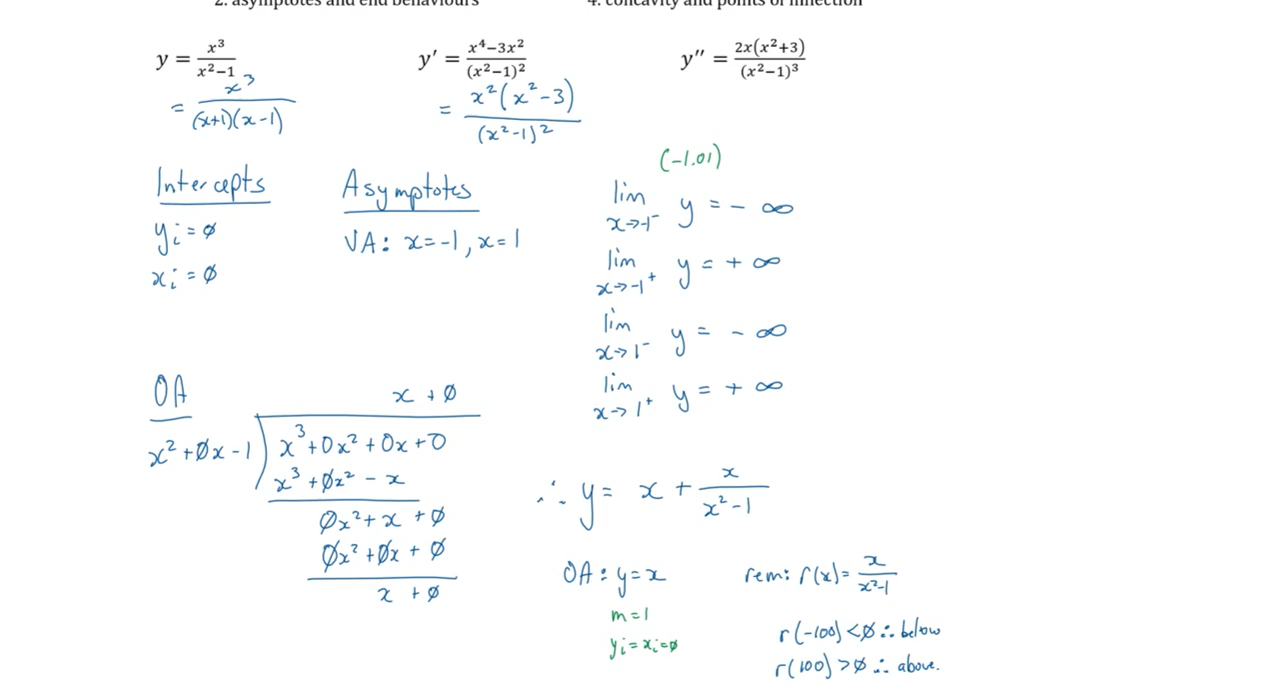 2. asymptotes and end behaviours 4. concavity and points of inflection
y = x³/(x²−1) y′ = (x⁴−3x²)/(x²−1)² y″ = 2x(x²+3)/(x²−1)³
= x³/((x+1)(x-1)) = x²(x²-3)/(x²-1)²
(-1.01)
Intercepts
yᵢ = 0
xᵢ = 0
Asymptotes
VA: x=-1, x=1
lim x→-1⁻ y = - ∞
lim x→-1⁺ y = + ∞
lim x→1⁻ y = - ∞
lim x→1⁺ y = + ∞
OA
x + 0
x² + 0x - 1 ) x³ + 0x² + 0x + 0
x³ + 0x² - x
0x² + x + 0
0x² + 0x + 0
x + 0
∴ y = x + x/(x²-1)
OA: y = x
m = 1
yᵢ = xᵢ = 0
rem: r(x) = x/(x²-1)
r(-100) < 0 ∴ below
r(100) > 0 ∴ above.